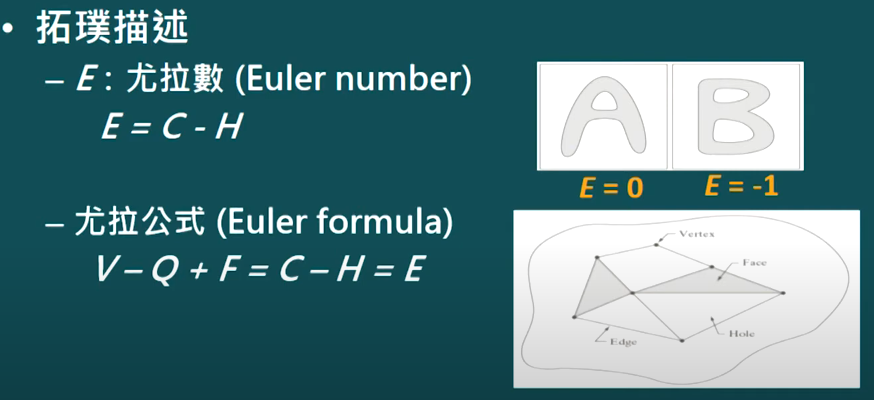 • 拓璞描述
– E : 尤拉數 (Euler number)
E = C - H
E = 0
E = -1
– 尤拉公式 (Euler formula)
V – Q + F = C – H = E
Vertex
Face
Hole
Edge